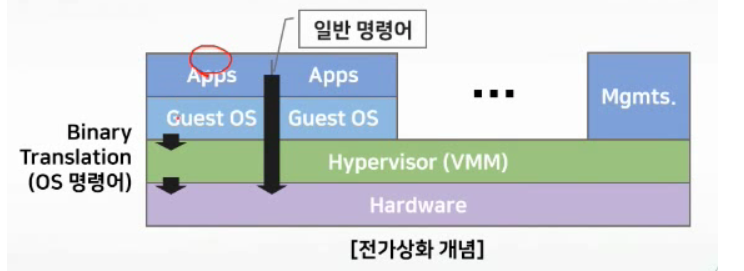 일반 명령어
Apps
Apps
...
Mgmts.
Guest OS
Guest OS
Binary
Translation
(OS 명령어)
Hypervisor (VMM)
Hardware
[전가상화 개념]